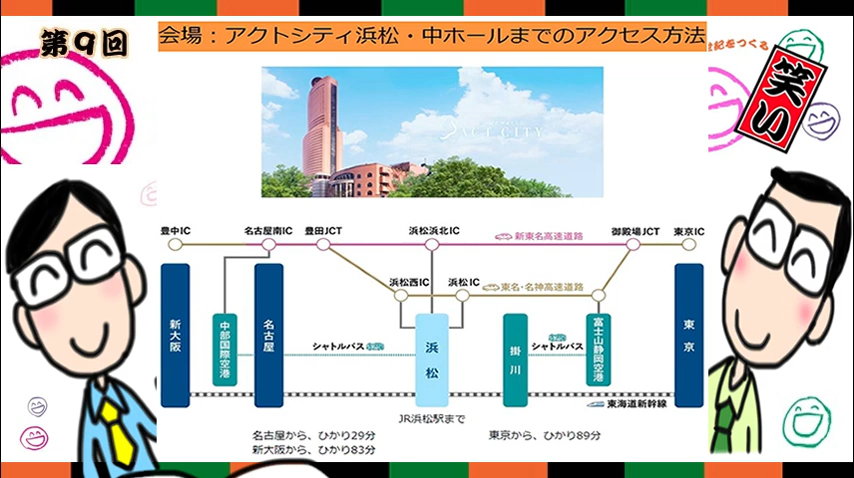 第9回
会場：アクトシティ浜松・中ホールまでのアクセス方法
世紀をつくる
笑い
ACT CITY
豊中IC
名古屋南IC
豊田JCT
浜松浜北IC
新東名高速道路
御殿場JCT
東京IC
浜松西IC
浜松IC
東名・名神高速道路
新大阪
中部国際空港
名古屋
シャトルバス
浜松
掛川
シャトルバス
富士山静岡空港
東京
東海道新幹線
JR浜松駅まで
名古屋から、ひかり29分
新大阪から、ひかり83分
東京から、ひかり89分